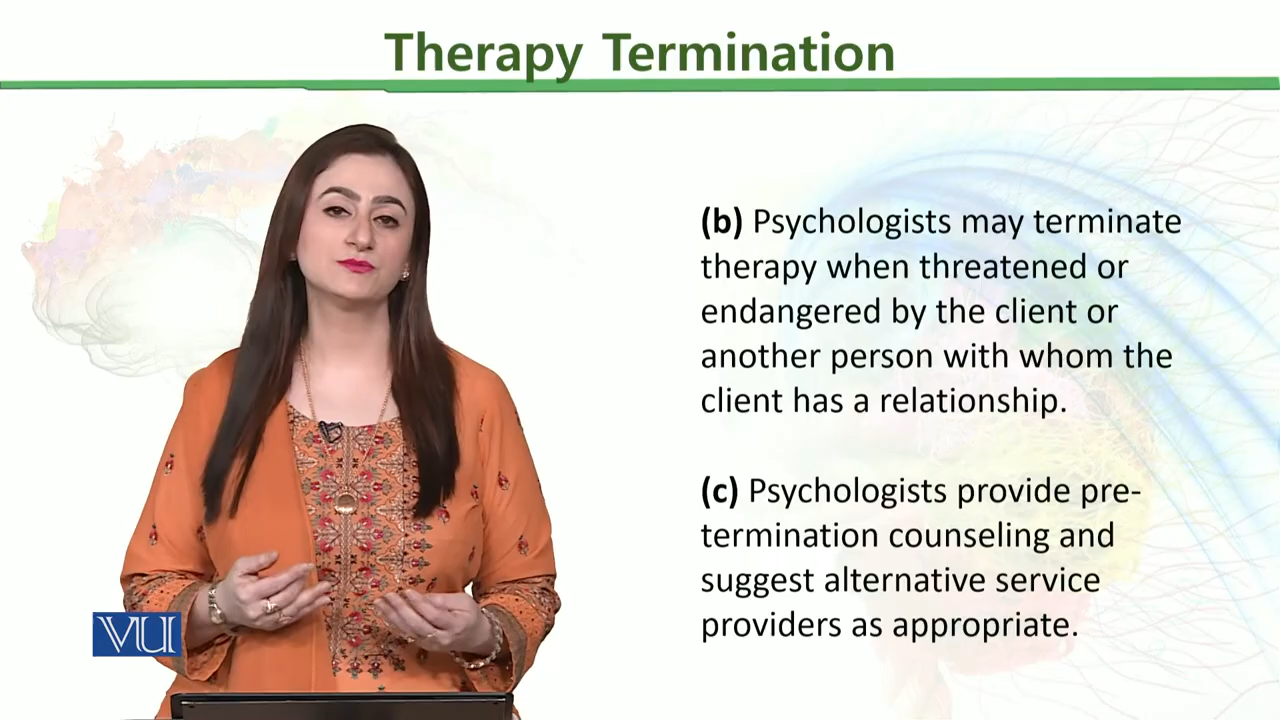 Therapy Termination
(b) Psychologists may terminate
therapy when threatened or
endangered by the client or
another person with whom the
client has a relationship.
(c) Psychologists provide pre-
termination counseling and
suggest alternative service
providers as appropriate.
VU